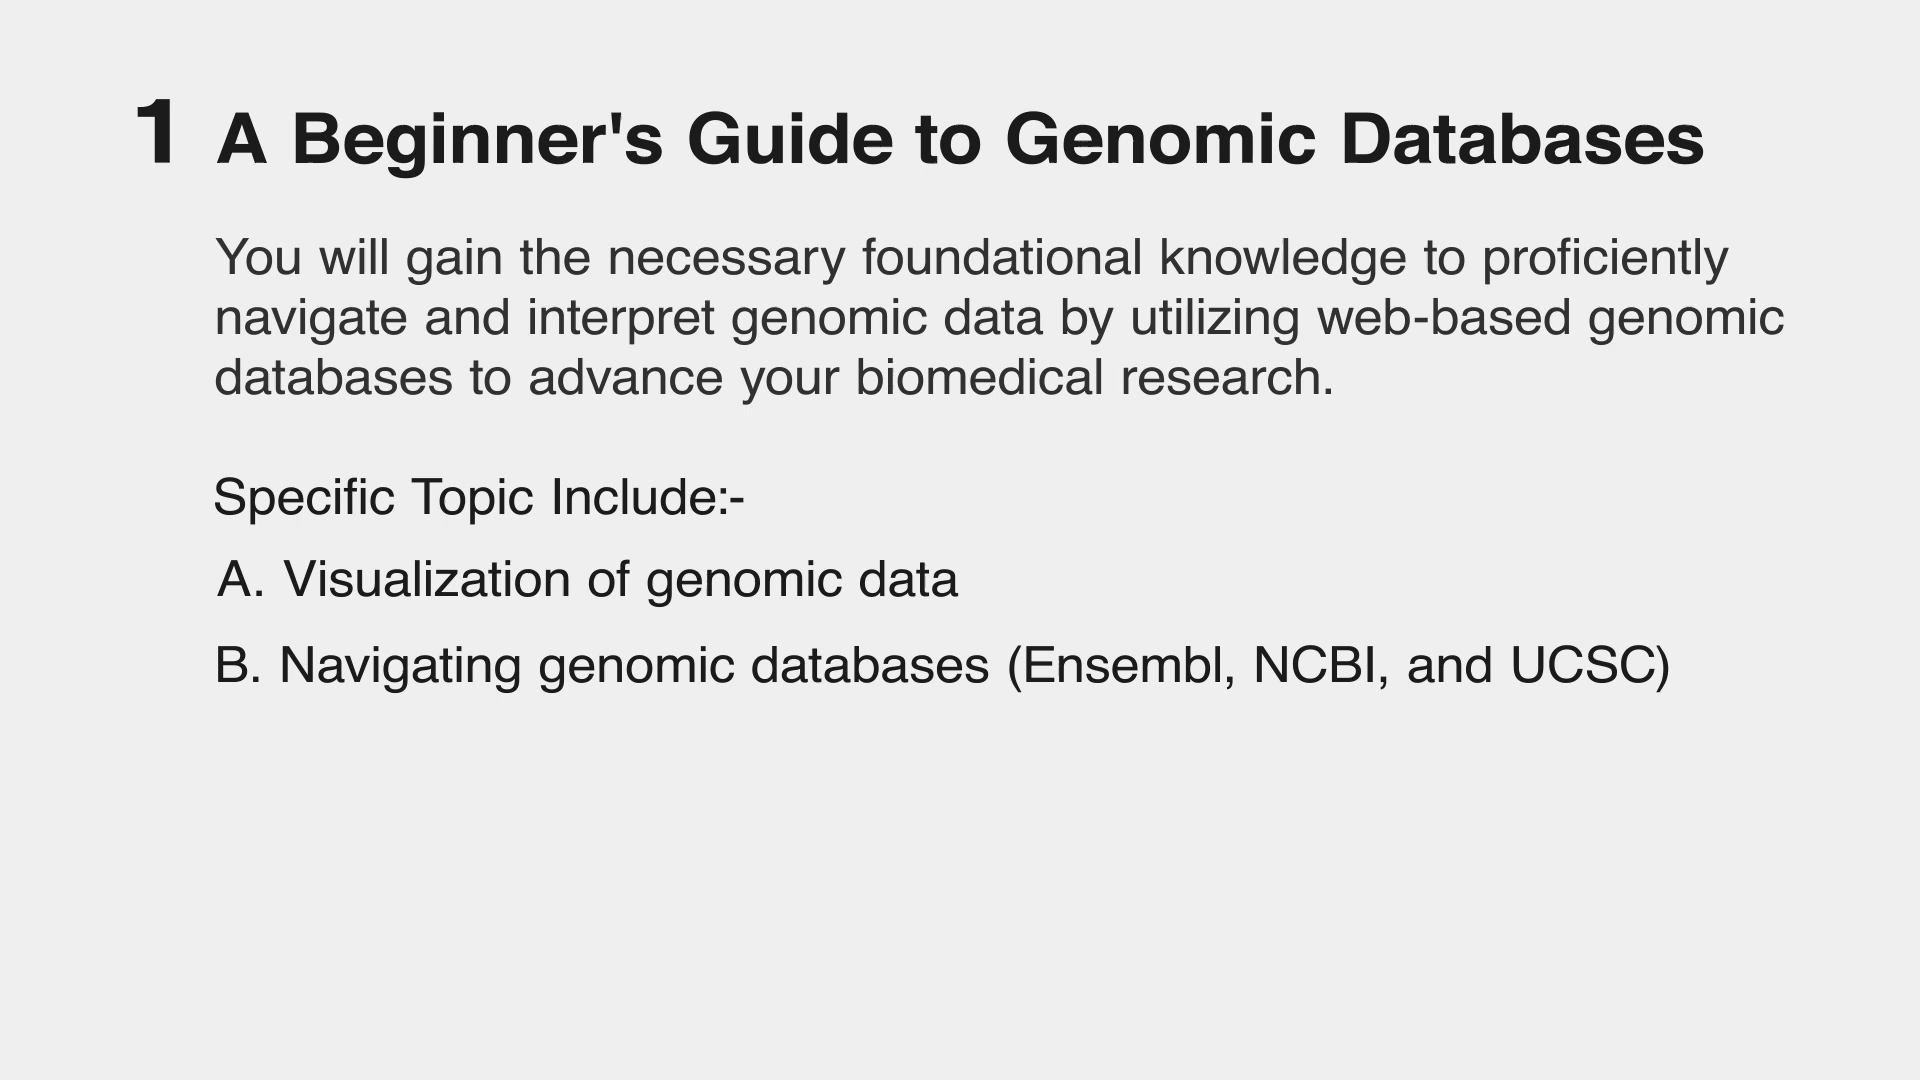 1 A Beginner's Guide to Genomic Databases
You will gain the necessary foundational knowledge to proficiently
navigate and interpret genomic data by utilizing web-based genomic
databases to advance your biomedical research.
Specific Topic Include:-
A. Visualization of genomic data
B. Navigating genomic databases (Ensembl, NCBI, and UCSC)